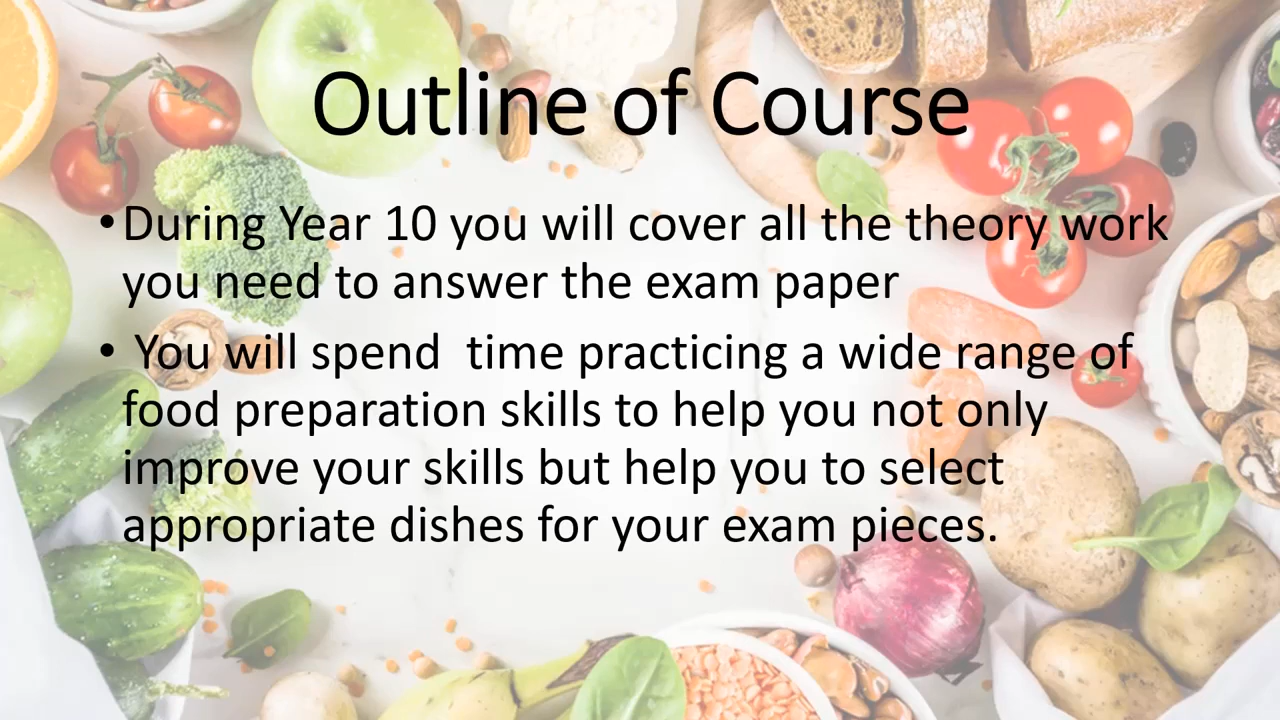 Outline of Course
•During Year 10 you will cover all the theory work
you need to answer the exam paper
• You will spend  time practicing a wide range of
food preparation skills to help you not only
improve your skills but help you to select
appropriate dishes for your exam pieces.